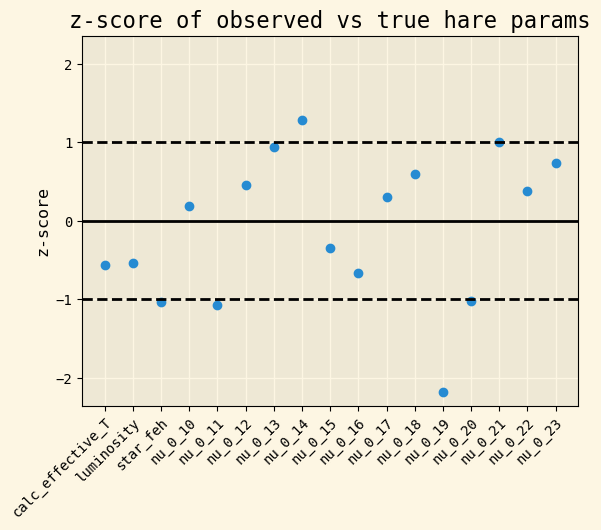 z-score of observed vs true hare params
z-score
2
1
0
−1
−2
calc_effective_T
luminosity
star_feh
nu_0_10
nu_0_11
nu_0_12
nu_0_13
nu_0_14
nu_0_15
nu_0_16
nu_0_17
nu_0_18
nu_0_19
nu_0_20
nu_0_21
nu_0_22
nu_0_23